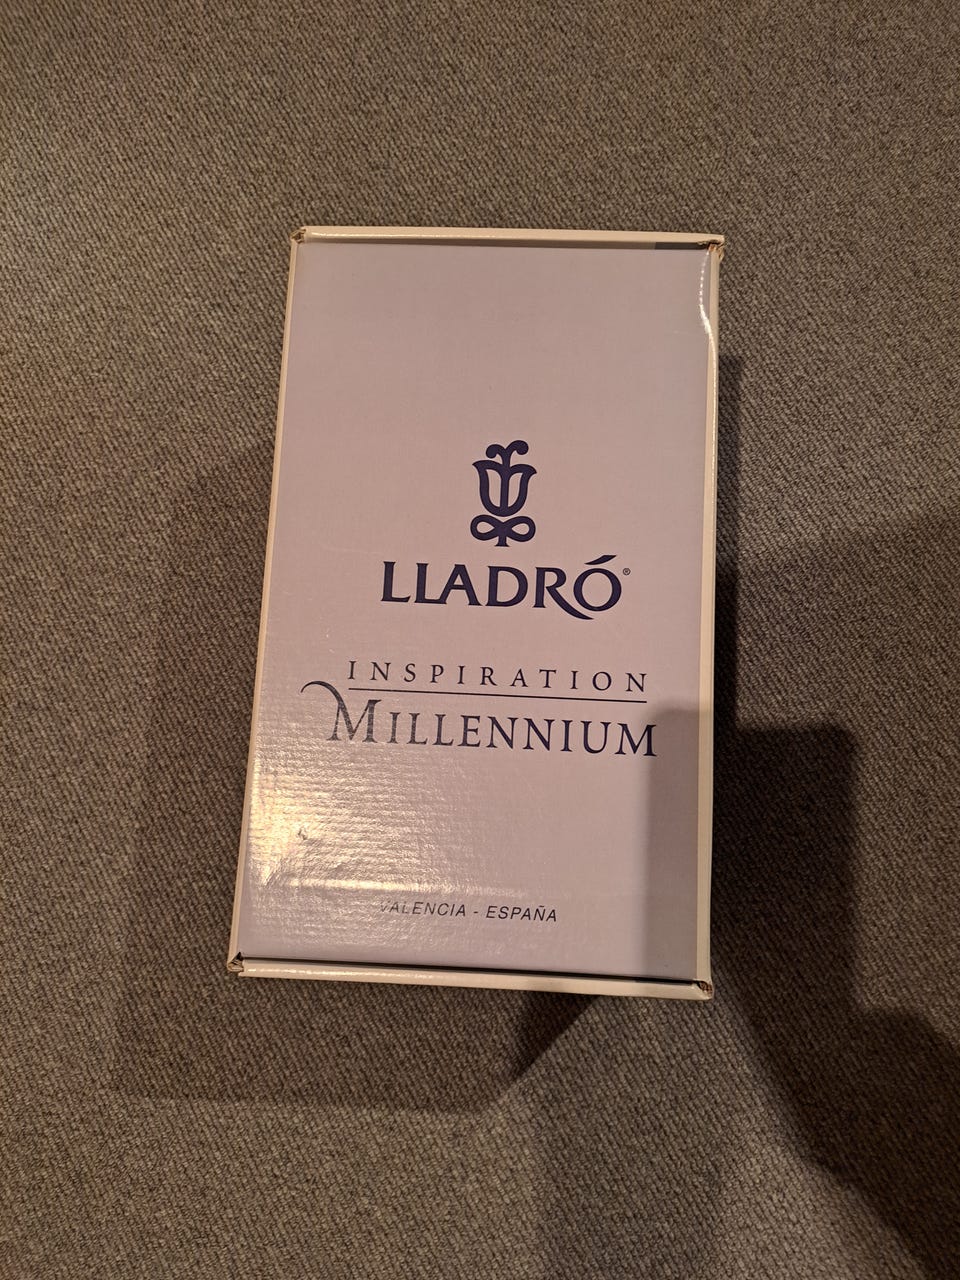 LLADRÓ®
INSPIRATION
MILLENNIUM
VALENCIA - ESPAÑA